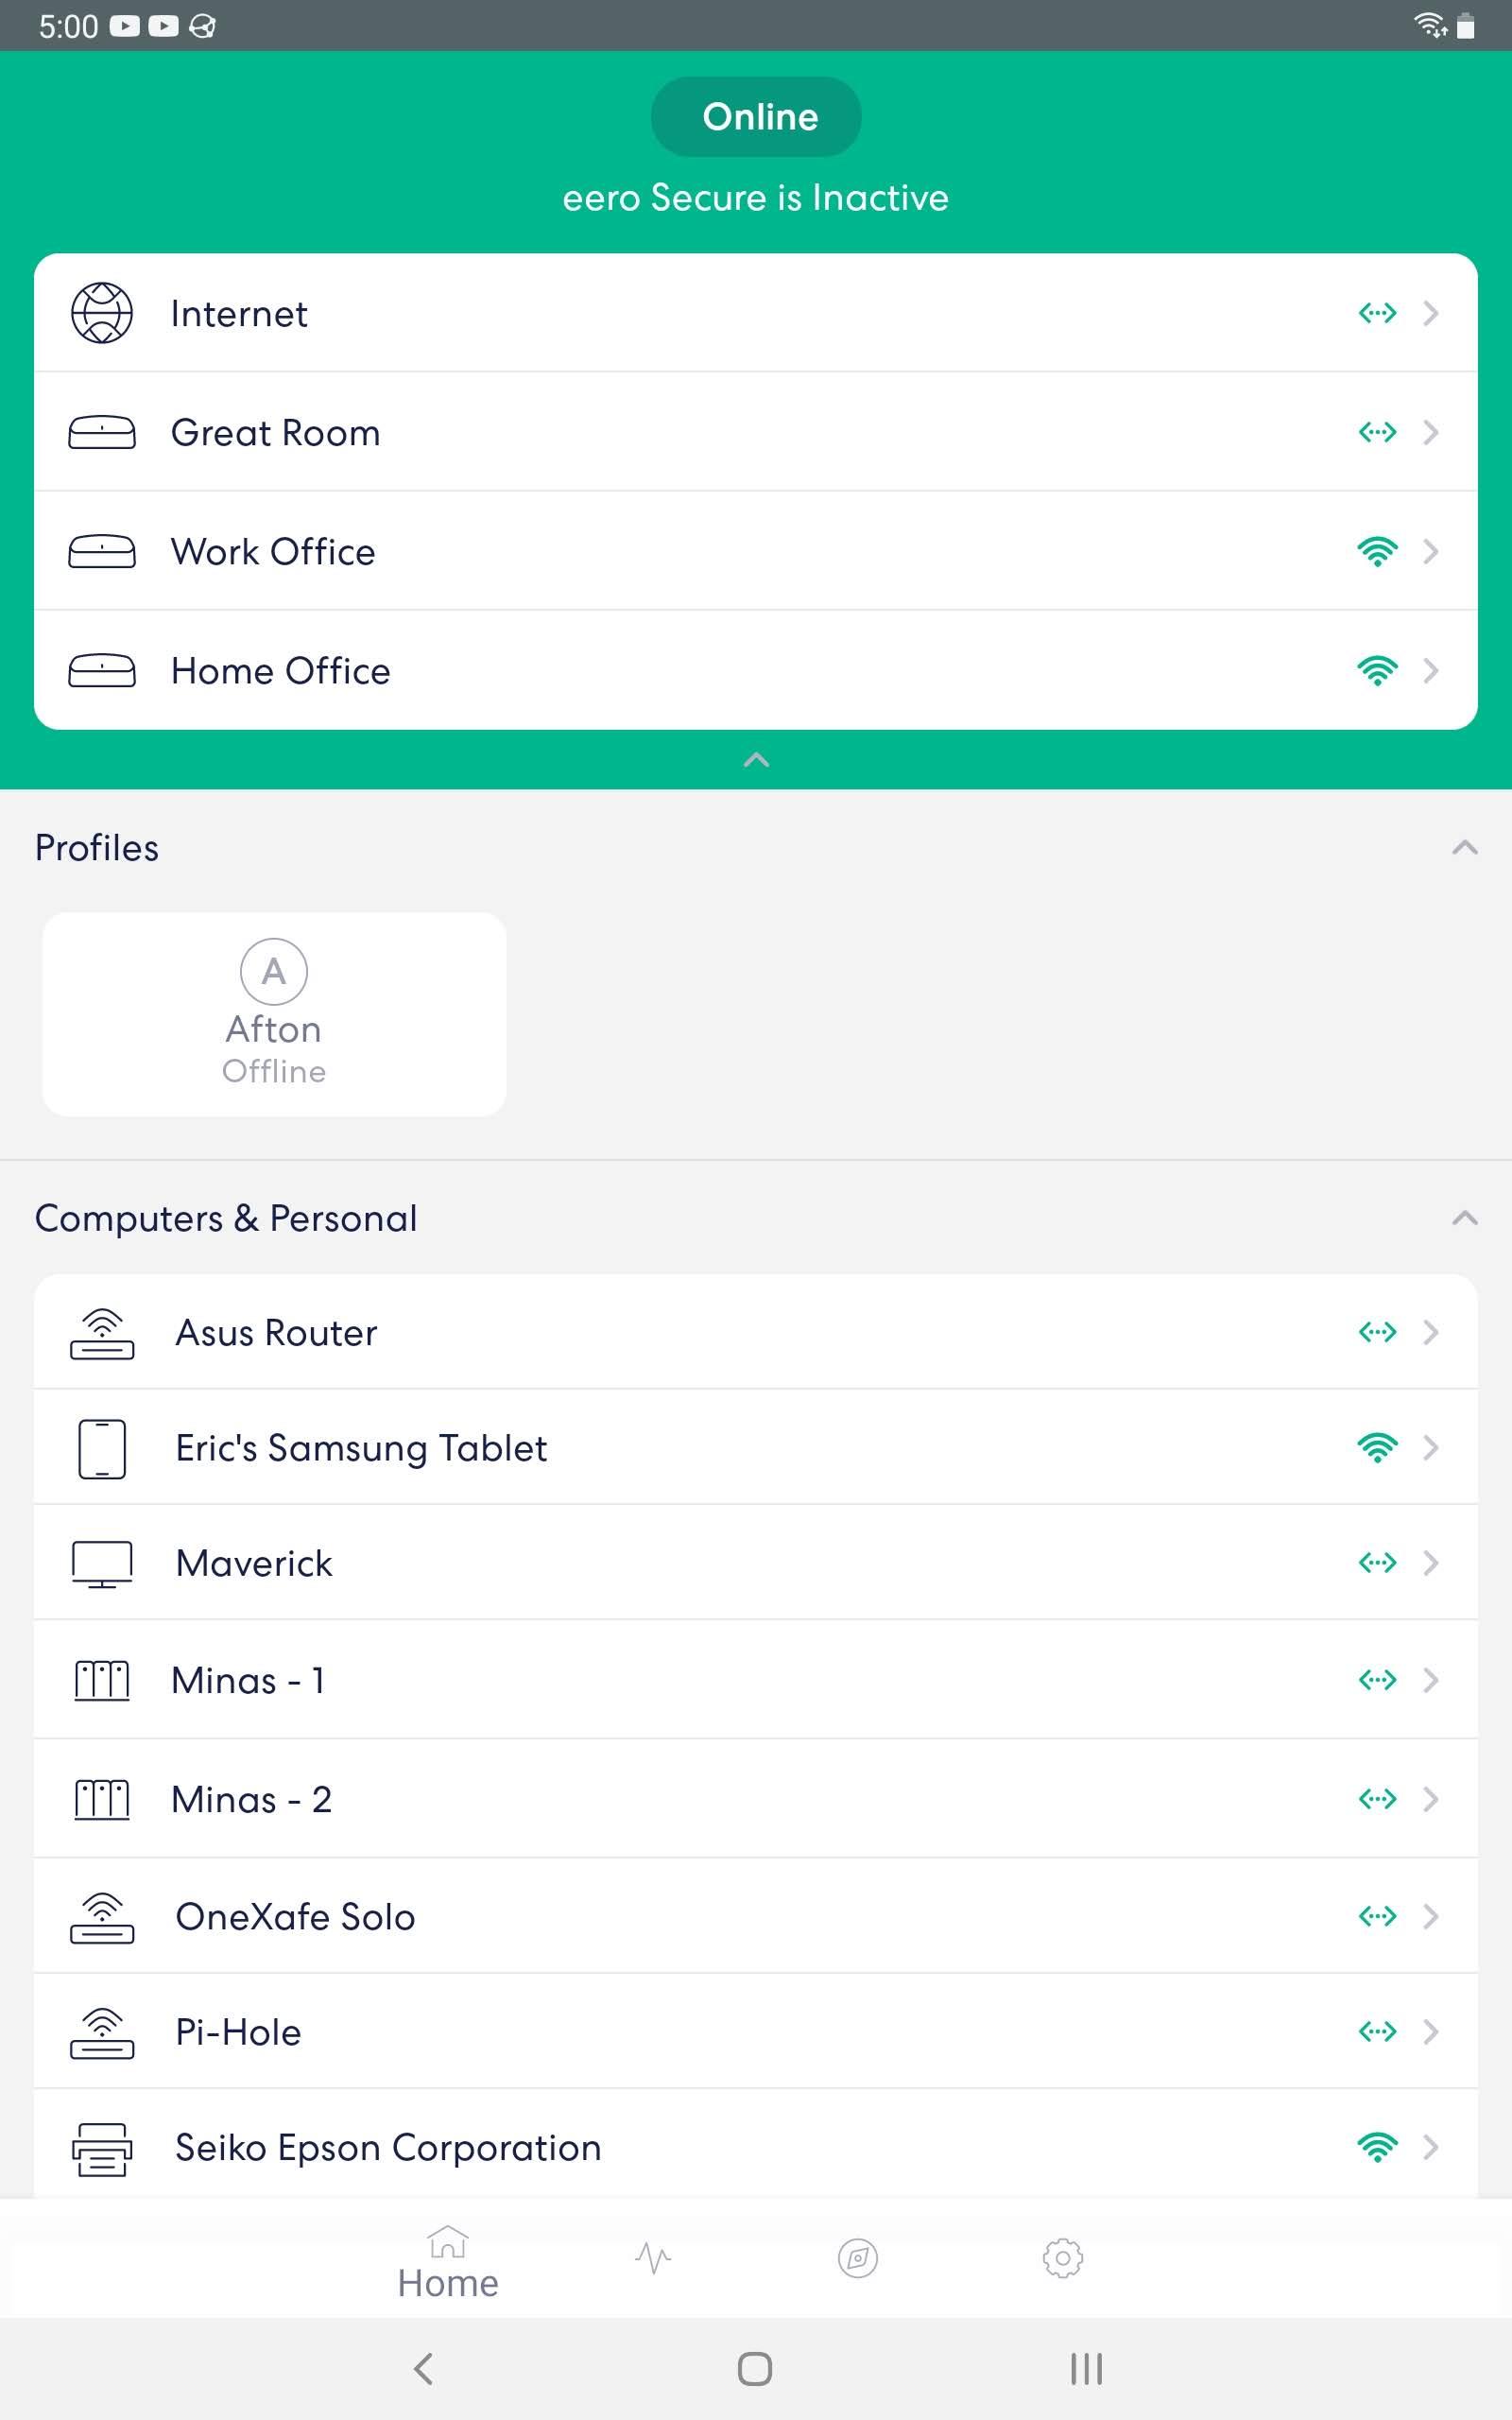 5:00
Online
eero Secure is Inactive
Internet
Great Room
Work Office
Home Office
Profiles
A
Afton
Offline
Computers & Personal
Asus Router
Eric's Samsung Tablet
Maverick
Minas - 1
Minas - 2
OneXafe Solo
Pi-Hole
Seiko Epson Corporation
Home